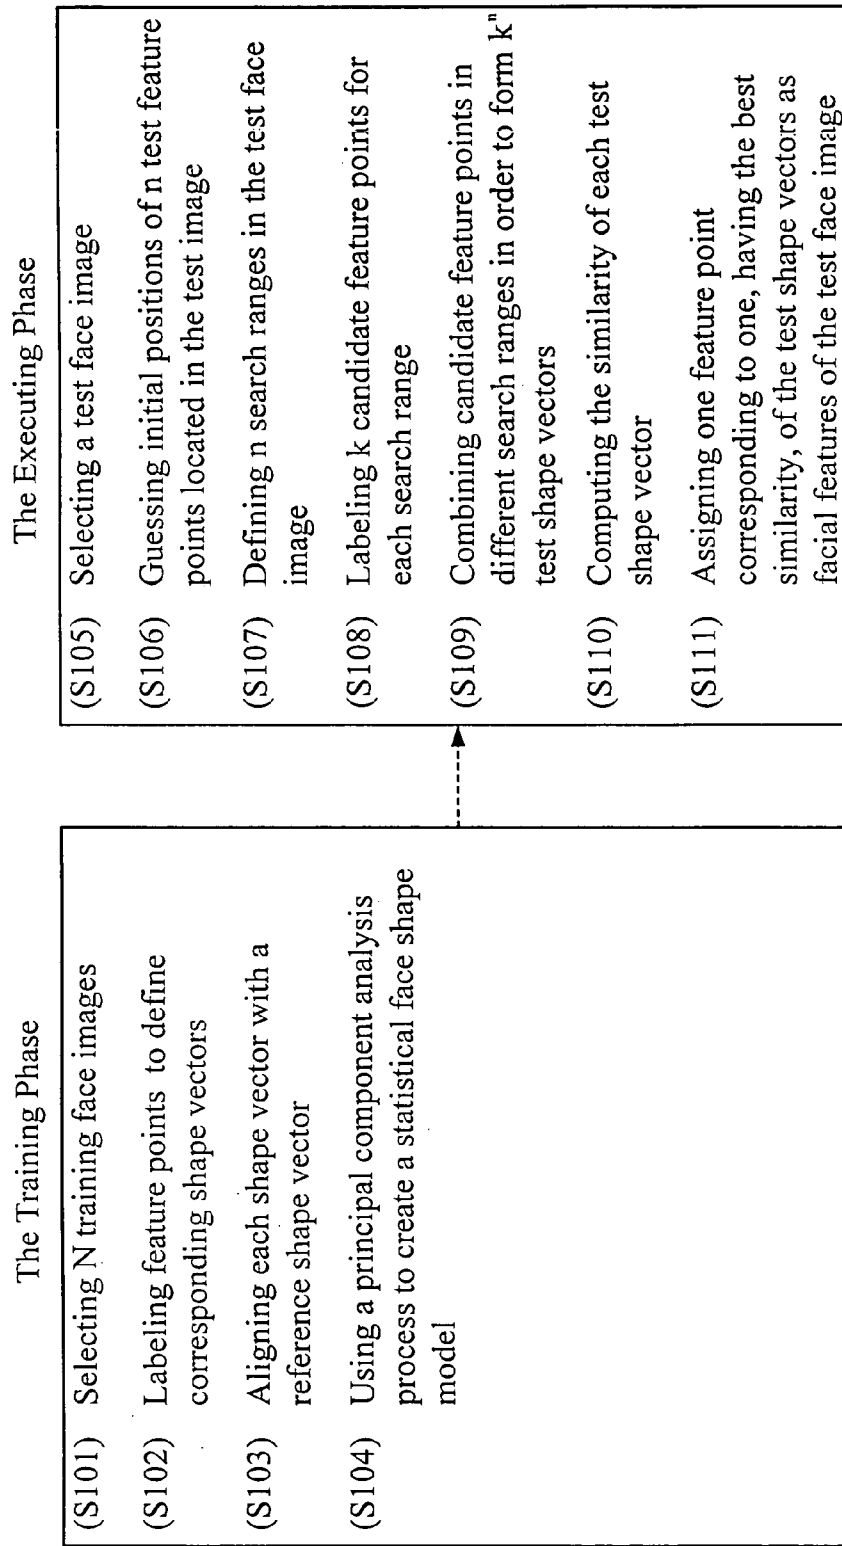 The Training Phase
(S101) Selecting N training face images
(S102) Labeling feature points to define
corresponding shape vectors
(S103) Aligning each shape vector with a
reference shape vector
(S104) Using a principal component analysis
process to create a statistical face shape
model
The Executing Phase
(S105) Selecting a test face image
(S106) Guessing initial positions of n test feature
points located in the test image
(S107) Defining n search ranges in the test face
image
(S108) Labeling k candidate feature points for
each search range
(S109) Combining candidate feature points in
different search ranges in order to form kⁿ
test shape vectors
(S110) Computing the similarity of each test
shape vector
(S111) Assigning one feature point
corresponding to one, having the best
similarity, of the test shape vectors as
facial features of the test face image